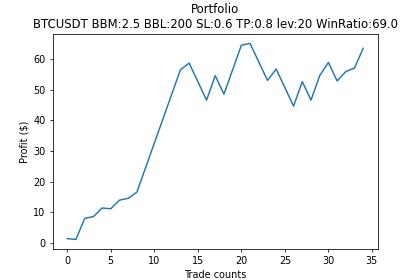 Portfolio
BTCUSDT BBM:2.5 BBL:200 SL:0.6 TP:0.8 lev:20 WinRatio:69.0
Profit ($)
60
50
40
30
20
10
0
0 5 10 15 20 25 30 35
Trade counts